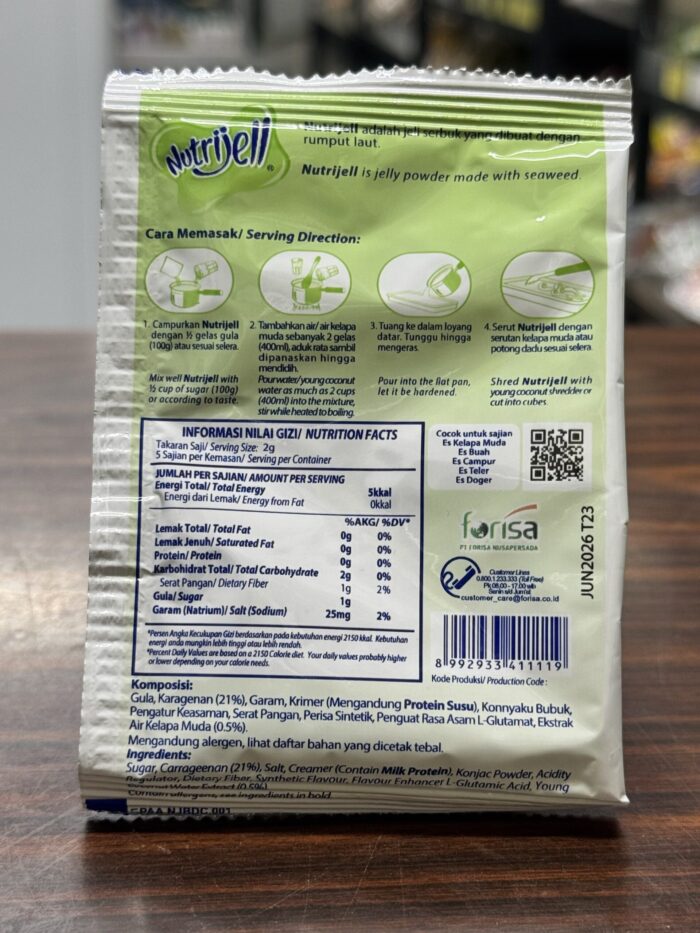 Nutrijell
®
Nutrijell adalah jeli serbuk yang dibuat dengan
rumput laut.
Nutrijell is jelly powder made with seaweed.
Cara Memasak/ Serving Direction:
1. Campurkan Nutrijell
dengan ½ gelas gula
(100g) atau sesuai selera.
Mix well Nutrijell with
½ cup of sugar (100g)
or according to taste.
2. Tambahkan air/ air kelapa
muda sebanyak 2 gelas
(400ml), aduk rata sambil
dipanaskan hingga
mendidih.
Pour water/young coconut
water as much as 2 cups
(400ml) into the mixture,
stir while heated to boiling.
3. Tuang ke dalam loyang
datar. Tunggu hingga
mengeras.
Pour into the flat pan,
let it be hardened.
4. Serut Nutrijell dengan
serutan kelapa muda atau
potong dadu sesuai selera.
Shred Nutrijell with
young coconut shredder or
cut into cubes.
INFORMASI NILAI GIZI/ NUTRITION FACTS
Takaran Saji/ Serving Size: 2g
5 Sajian per Kemasan/ Serving per Container
JUMLAH PER SAJIAN/ AMOUNT PER SERVING
Energi Total/ Total Energy 5kkal
Energi dari Lemak/ Energy from Fat 0kkal
%AKG/ %DV*
Lemak Total/ Total Fat 0g 0%
Lemak Jenuh/ Saturated Fat 0g 0%
Protein/ Protein 0g 0%
Karbohidrat Total/ Total Carbohydrate 2g 0%
Serat Pangan/ Dietary Fiber 1g 2%
Gula/ Sugar 1g
Garam (Natrium)/ Salt (Sodium) 25mg 2%
*Persen Angka Kecukupan Gizi berdasarkan pada kebutuhan energi 2150 kkal. Kebutuhan
energi anda mungkin lebih tinggi atau lebih rendah.
*Percent Daily Values are based on a 2150 Calorie diet. Your daily values probably higher
or lower depending on your calorie needs.
Cocok untuk sajian
Es Kelapa Muda
Es Buah
Es Campur
Es Teler
Es Doger
forisa
PT FORISA NUSAPERSADA
Customer Lines
0.800.1.233.333 (Toll Free)
Pk 08.00 - 17.00 wib
Senin s/d Jum'at
customer_care@forisa.co.id
JUN2026 T23
8 992933 411119
Kode Produksi/ Production Code :
Komposisi:
Gula, Karagenan (21%), Garam, Krimer (Mengandung Protein Susu), Konnyaku Bubuk,
Pengatur Keasaman, Serat Pangan, Perisa Sintetik, Penguat Rasa Asam L-Glutamat, Ekstrak
Air Kelapa Muda (0.5%).
Mengandung alergen, lihat daftar bahan yang dicetak tebal.
Ingredients:
Sugar, Carrageenan (21%), Salt, Creamer (Contain Milk Protein), Konjac Powder, Acidity
Regulator, Dietary Fiber, Synthetic Flavour, Flavour Enhancer L-Glutamic Acid, Young
Coconut Water Extract (0.5%)
Contain allergens, see ingredients in bold.
EPAA NJBDC 001